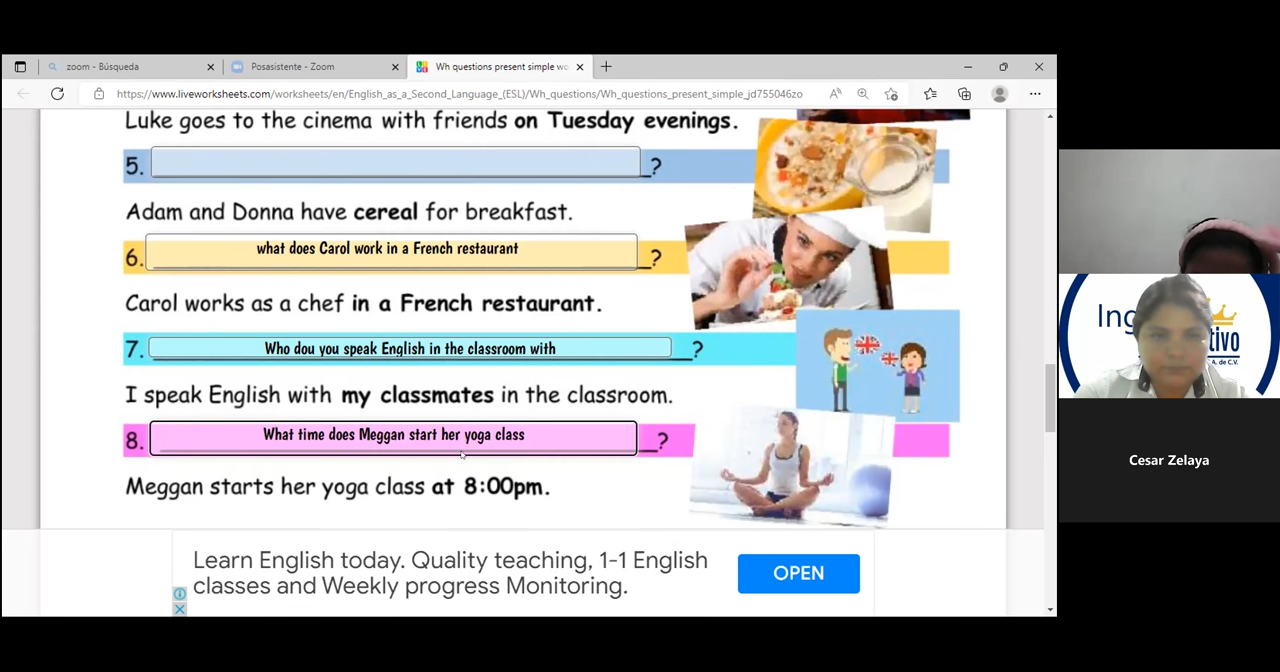 zoom - Búsqueda
Posasistente - Zoom
Wh questions present simple wo
https://www.liveworksheets.com/worksheets/en/English_as_a_Second_Language_(ESL)/Wh_questions/Wh_questions_present_simple_jd755046zo
Luke goes to the cinema with friends on Tuesday evenings.
5. ?
Adam and Donna have cereal for breakfast.
6. what does Carol work in a French restaurant ?
Carol works as a chef in a French restaurant.
7. Who dou you speak English in the classroom with ?
I speak English with my classmates in the classroom.
8. What time does Meggan start her yoga class ?
Meggan starts her yoga class at 8:00pm.
Learn English today. Quality teaching, 1-1 English
classes and Weekly progress Monitoring.
OPEN
Ing
tivo
A. de C.V.
Cesar Zelaya